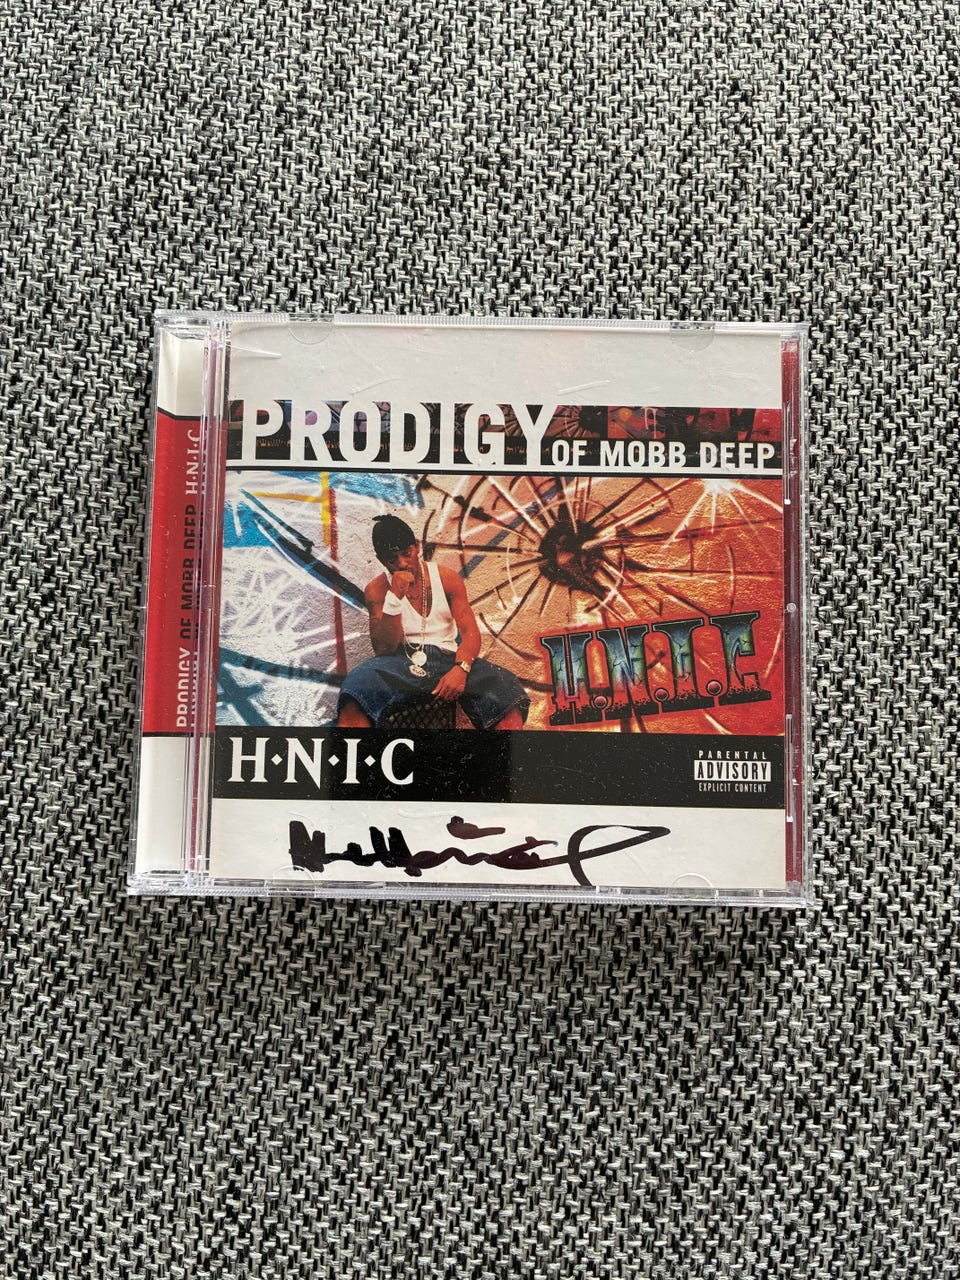 PRODIGY OF MOBB DEEP
H.N.I.C
H·N·I·C
PARENTAL
ADVISORY
EXPLICIT CONTENT
PRODIGY OF MOBB DEEP H·N·I·C